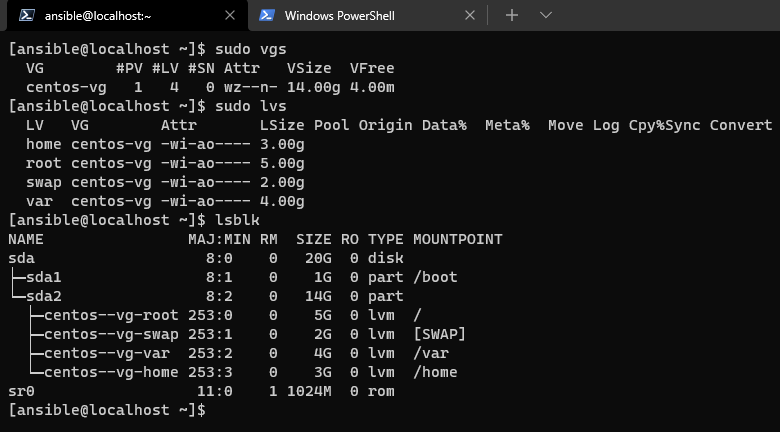 ansible@localhost:~ Windows PowerShell
[ansible@localhost ~]$ sudo vgs
  VG        #PV #LV #SN Attr   VSize  VFree
  centos-vg   1   4   0 wz--n- 14.00g 4.00m
[ansible@localhost ~]$ sudo lvs
  LV   VG        Attr       LSize Pool Origin Data%  Meta%  Move Log Cpy%Sync Convert
  home centos-vg -wi-ao---- 3.00g
  root centos-vg -wi-ao---- 5.00g
  swap centos-vg -wi-ao---- 2.00g
  var  centos-vg -wi-ao---- 4.00g
[ansible@localhost ~]$ lsblk
NAME                MAJ:MIN RM  SIZE RO TYPE MOUNTPOINT
sda                   8:0    0   20G  0 disk
├─sda1                8:1    0    1G  0 part /boot
└─sda2                8:2    0   14G  0 part
  ├─centos--vg-root 253:0    0    5G  0 lvm  /
  ├─centos--vg-swap 253:1    0    2G  0 lvm  [SWAP]
  ├─centos--vg-var  253:2    0    4G  0 lvm  /var
  └─centos--vg-home 253:3    0    3G  0 lvm  /home
sr0                  11:0    1 1024M  0 rom
[ansible@localhost ~]$